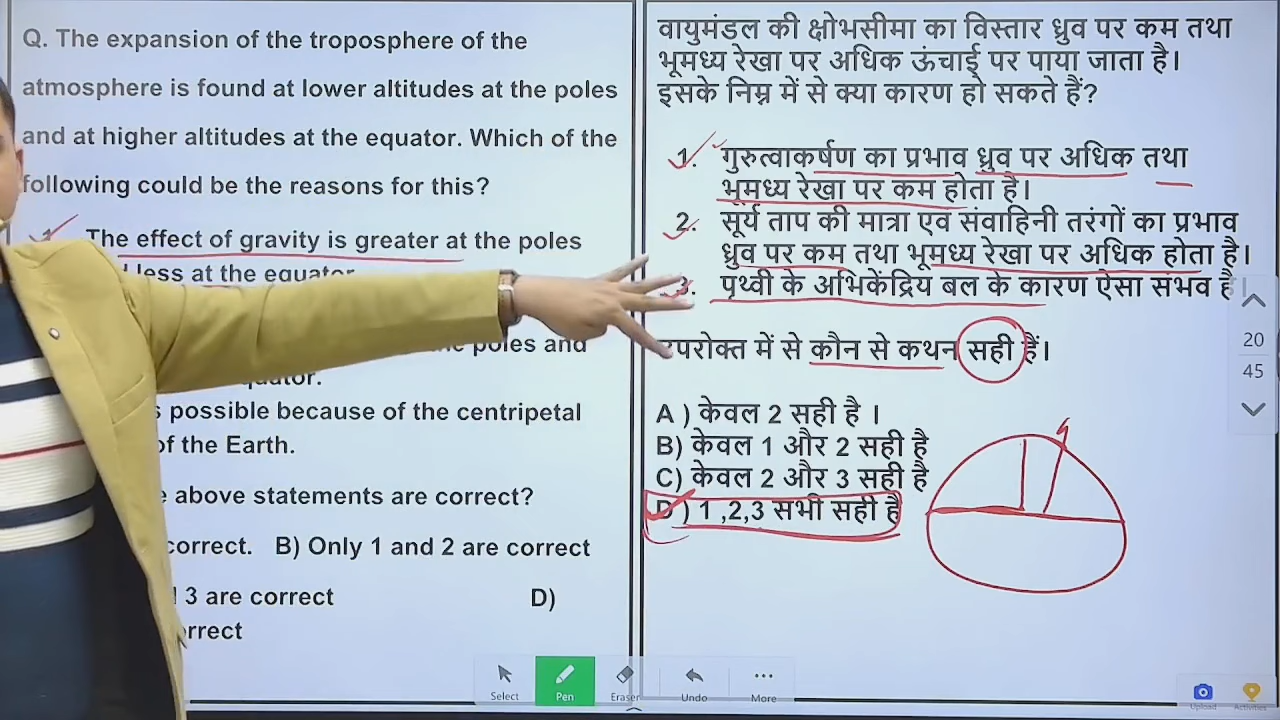 Q. The expansion of the troposphere of the
atmosphere is found at lower altitudes at the poles
and at higher altitudes at the equator. Which of the
following could be the reasons for this?
The effect of gravity is greater at the poles
less at the equator
poles and
possible because of the centripetal
of the Earth.
above statements are correct?
correct. B) Only 1 and 2 are correct
3 are correct D)
वायुमंडल की क्षोभसीमा का विस्तार ध्रुव पर कम तथा
भूमध्य रेखा पर अधिक ऊंचाई पर पाया जाता है।
इसके निम्न में से क्या कारण हो सकते हैं?
1. गुरुत्वाकर्षण का प्रभाव ध्रुव पर अधिक तथा
भूमध्य रेखा पर कम होता है।
2. सूर्य ताप की मात्रा एवं संवाहिनी तरंगों का प्रभाव
ध्रुव पर कम तथा भूमध्य रेखा पर अधिक होता है।
3. पृथ्वी के अभिकेंद्रिय बल के कारण ऐसा संभव है
उपरोक्त में से कौन से कथन सही हैं।
A ) केवल 2 सही है ।
B) केवल 1 और 2 सही है
C) केवल 2 और 3 सही है
D ) 1 ,2,3 सभी सही है
20
45
Select Pen Eraser Undo More
Upload Activities